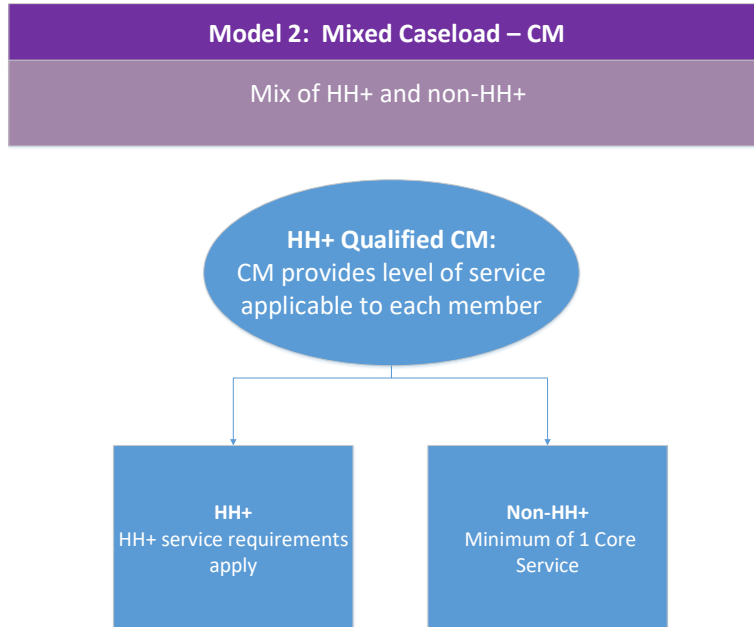 Model 2:  Mixed Caseload – CM
Mix of HH+ and non-HH+
HH+ Qualified CM:
CM provides level of service
applicable to each member
HH+
HH+ service requirements
apply
Non-HH+
Minimum of 1 Core
Service